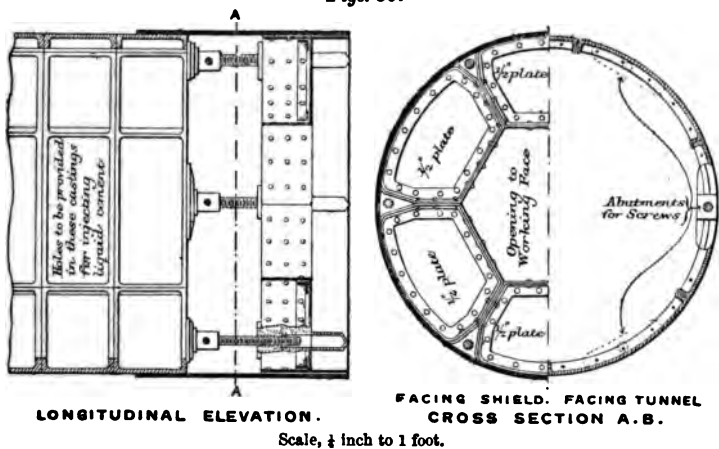 A
Holes to be provided
in these castings
for injecting
liquid cement
A
½" plate
½" plate
½" plate
½" plate
Opening to
Working Face
Abutments
for Screws
LONGITUDINAL ELEVATION.
FACING SHIELD. FACING TUNNEL
CROSS SECTION A.B.
Scale, ¼ inch to 1 foot.